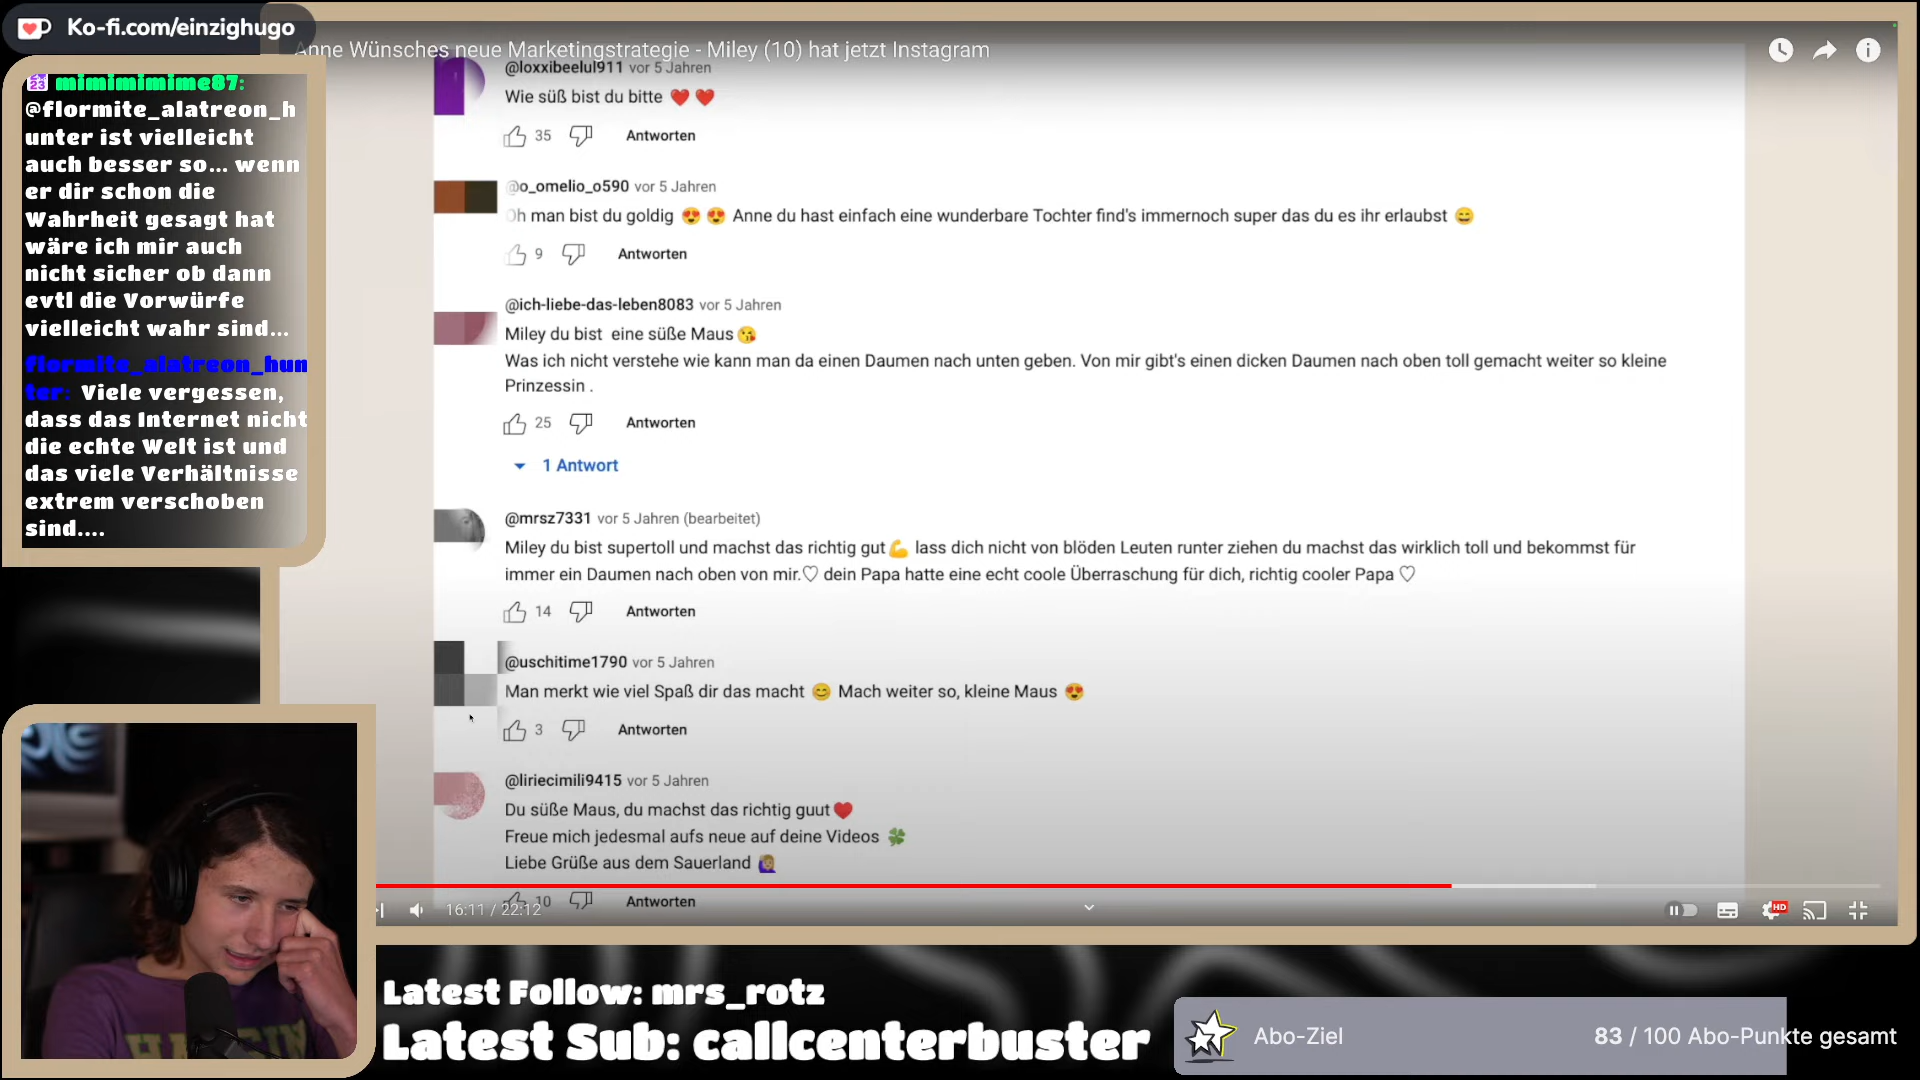 Ko-fi.com/einzighugo
Anne Wünsches neue Marketingstrategie - Miley (10) hat jetzt Instagram
mimimimime87:
@flormite_alatreon_h
unter ist vielleicht
auch besser so... wenn
er dir schon die
Wahrheit gesagt hat
wäre ich mir auch
nicht sicher ob dann
evtl die Vorwürfe
vielleicht wahr sind...
flormite_alatreon_hun
ter: Viele vergessen,
dass das Internet nicht
die echte Welt ist und
das viele Verhältnisse
extrem verschoben
sind....
@loxxibeelul911 vor 5 Jahren
Wie süß bist du bitte ❤️ ❤️
35 Antworten
@o_omelio_o590 vor 5 Jahren
Oh man bist du goldig 😍 😍 Anne du hast einfach eine wunderbare Tochter find's immernoch super das du es ihr erlaubst 😄
9 Antworten
@ich-liebe-das-leben8083 vor 5 Jahren
Miley du bist eine süße Maus 😘
Was ich nicht verstehe wie kann man da einen Daumen nach unten geben. Von mir gibt's einen dicken Daumen nach oben toll gemacht weiter so kleine
Prinzessin .
25 Antworten
1 Antwort
@mrsz7331 vor 5 Jahren (bearbeitet)
Miley du bist supertoll und machst das richtig gut 💪 lass dich nicht von blöden Leuten runter ziehen du machst das wirklich toll und bekommst für
immer ein Daumen nach oben von mir.♡ dein Papa hatte eine echt coole Überraschung für dich, richtig cooler Papa ♡
14 Antworten
@uschitime1790 vor 5 Jahren
Man merkt wie viel Spaß dir das macht 😊 Mach weiter so, kleine Maus 😍
3 Antworten
@liriecimili9415 vor 5 Jahren
Du süße Maus, du machst das richtig guut❤️
Freue mich jedesmal aufs neue auf deine Videos 🍀
Liebe Grüße aus dem Sauerland 🙋🏼‍♀️
10 Antworten
16:11 / 22:12
HD
Latest Follow: mrs_rotz
Latest Sub: callcenterbuster
Abo-Ziel
83 / 100 Abo-Punkte gesamt